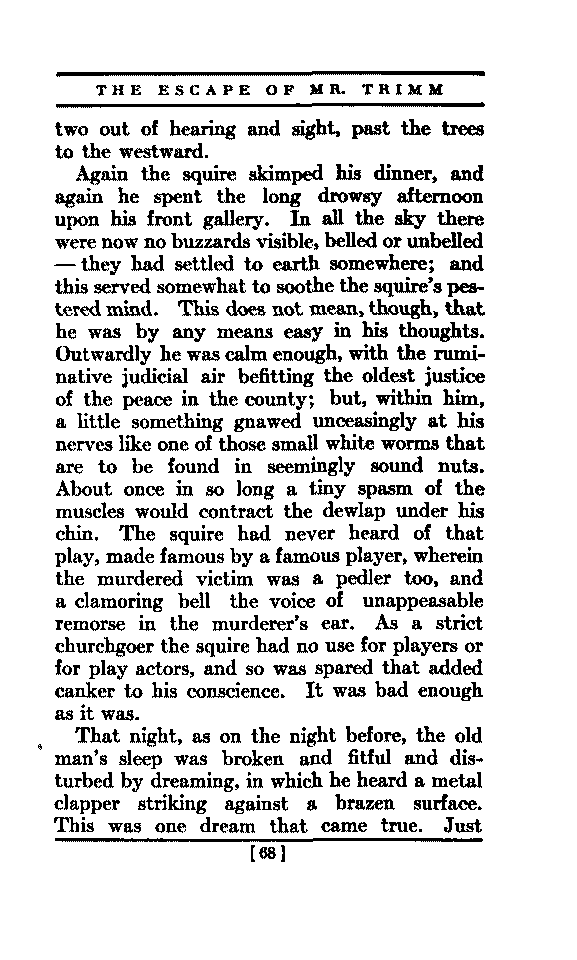 THE ESCAPE OF MR. TRIMM
two out of hearing and sight, past the trees
to the westward.
Again the squire skimped his dinner, and
again he spent the long drowsy afternoon
upon his front gallery. In all the sky there
were now no buzzards visible, belled or unbelled
— they had settled to earth somewhere; and
this served somewhat to soothe the squire's pes-
tered mind. This does not mean, though, that
he was by any means easy in his thoughts.
Outwardly he was calm enough, with the rumi-
native judicial air befitting the oldest justice
of the peace in the county; but, within him,
a little something gnawed unceasingly at his
nerves like one of those small white worms that
are to be found in seemingly sound nuts.
About once in so long a tiny spasm of the
muscles would contract the dewlap under his
chin. The squire had never heard of that
play, made famous by a famous player, wherein
the murdered victim was a pedler too, and
a clamoring bell the voice of unappeasable
remorse in the murderer's ear. As a strict
churchgoer the squire had no use for players or
for play actors, and so was spared that added
canker to his conscience. It was bad enough
as it was.
That night, as on the night before, the old
man's sleep was broken and fitful and dis-
turbed by dreaming, in which he heard a metal
clapper striking against a brazen surface.
This was one dream that came true. Just
[68]